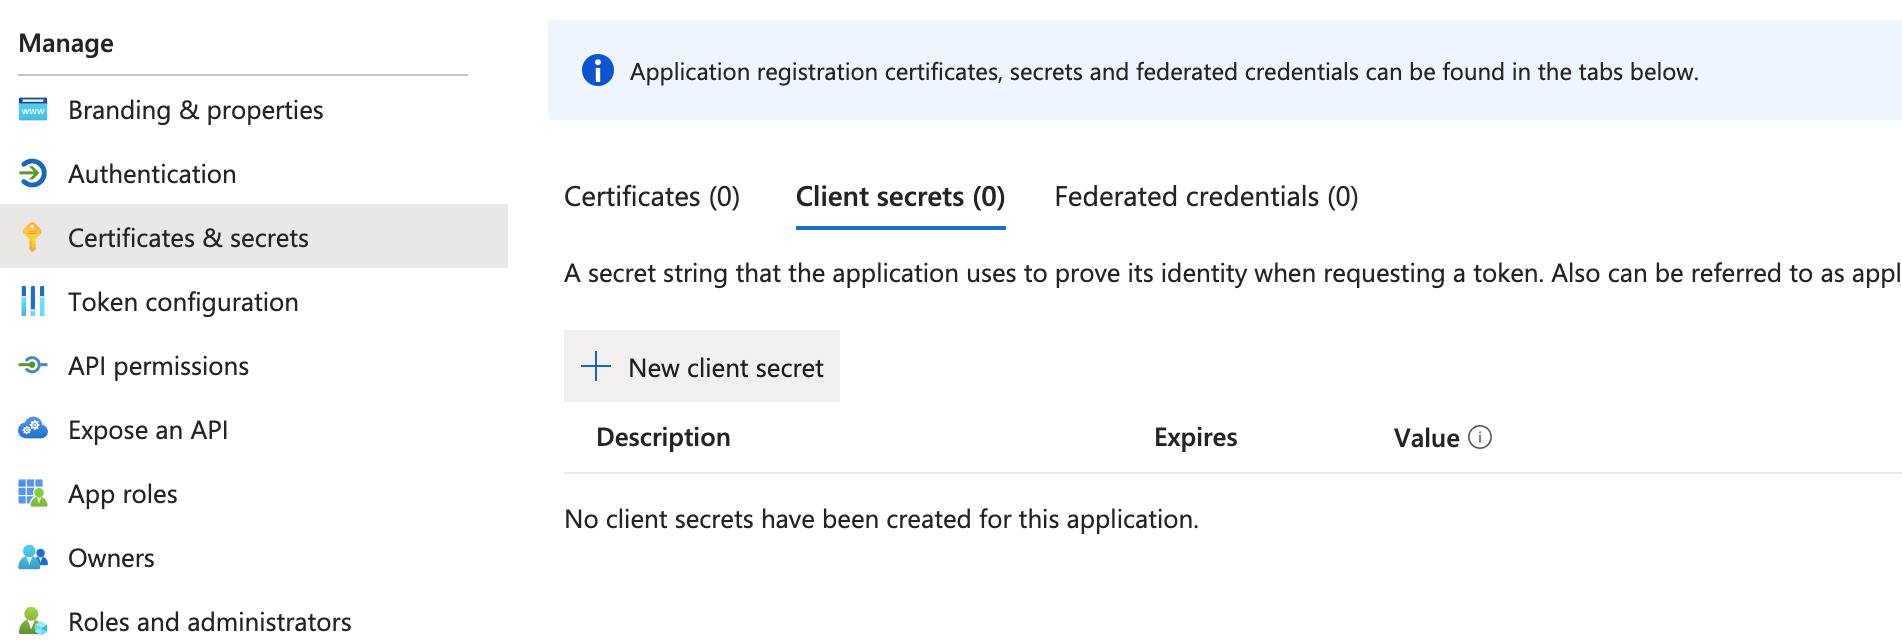 Manage
www Branding & properties
Authentication
Certificates & secrets
Token configuration
API permissions
Expose an API
App roles
Owners
Roles and administrators
Application registration certificates, secrets and federated credentials can be found in the tabs below.
Certificates (0) Client secrets (0) Federated credentials (0)
A secret string that the application uses to prove its identity when requesting a token. Also can be referred to as appl
New client secret
Description Expires Value
No client secrets have been created for this application.